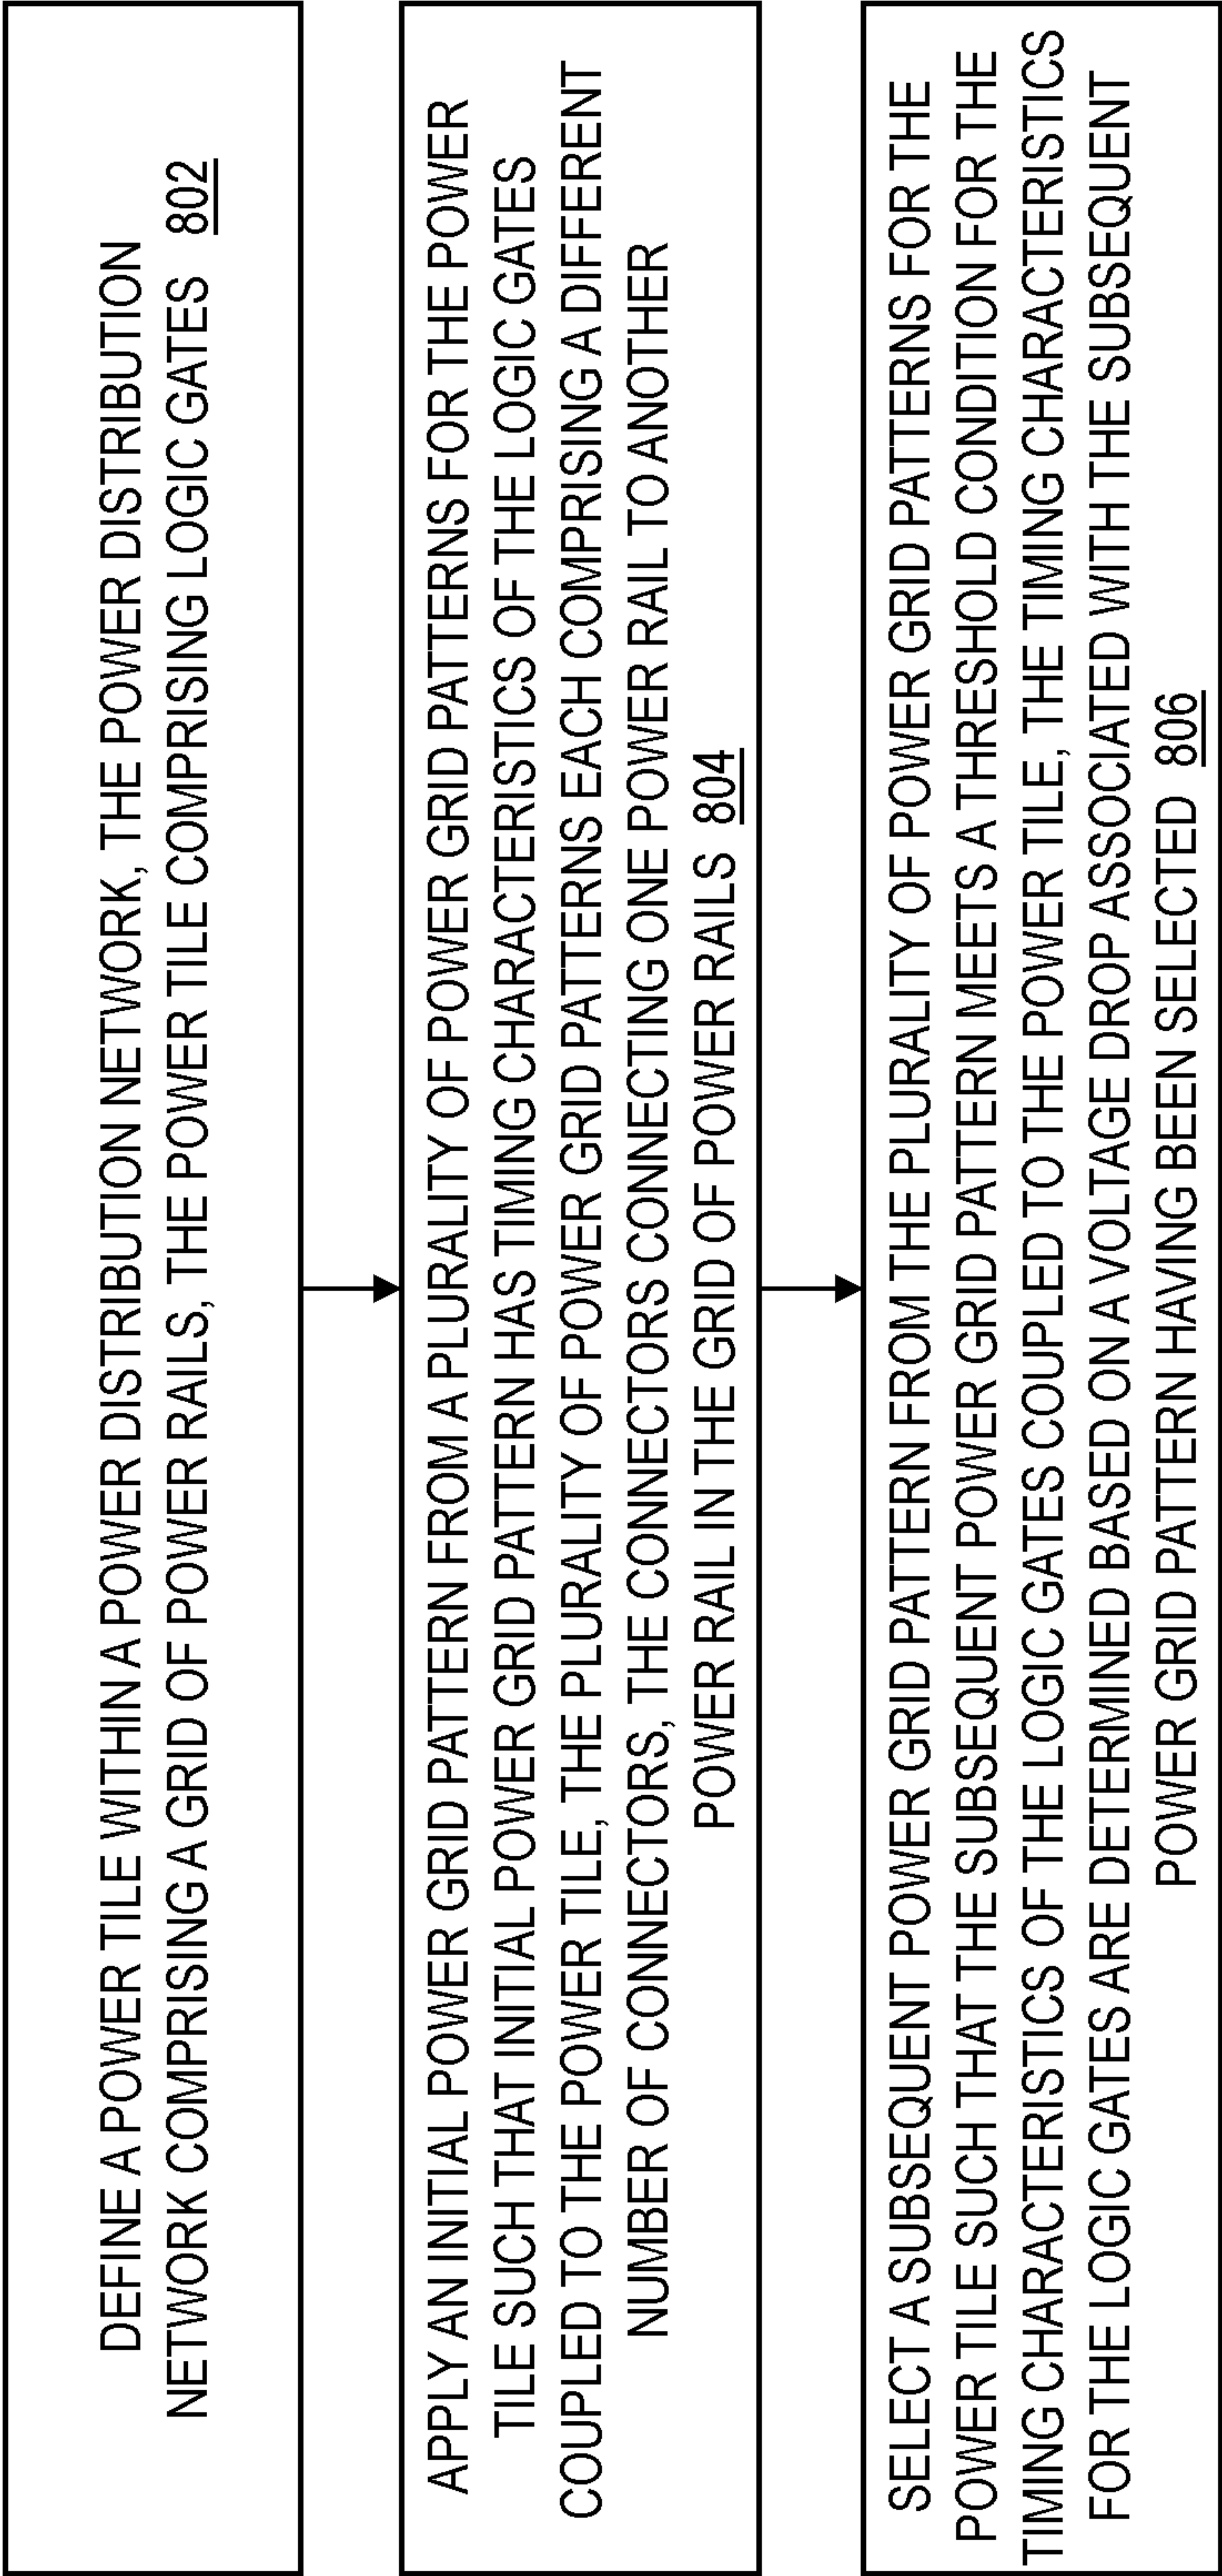 DEFINE A POWER TILE WITHIN A POWER DISTRIBUTION NETWORK, THE POWER DISTRIBUTION
NETWORK COMPRISING A GRID OF POWER RAILS, THE POWER TILE COMPRISING LOGIC GATES 802
APPLY AN INITIAL POWER GRID PATTERN FROM A PLURALITY OF POWER GRID PATTERNS FOR THE POWER
TILE SUCH THAT INITIAL POWER GRID PATTERN HAS TIMING CHARACTERISTICS OF THE LOGIC GATES
COUPLED TO THE POWER TILE, THE PLURALITY OF POWER GRID PATTERNS EACH COMPRISING A DIFFERENT
NUMBER OF CONNECTORS, THE CONNECTORS CONNECTING ONE POWER RAIL TO ANOTHER
POWER RAIL IN THE GRID OF POWER RAILS 804
SELECT A SUBSEQUENT POWER GRID PATTERN FROM THE PLURALITY OF POWER GRID PATTERNS FOR THE
POWER TILE SUCH THAT THE SUBSEQUENT POWER GRID PATTERN MEETS A THRESHOLD CONDITION FOR THE
TIMING CHARACTERISTICS OF THE LOGIC GATES COUPLED TO THE POWER TILE, THE TIMING CHARACTERISTICS
FOR THE LOGIC GATES ARE DETERMINED BASED ON A VOLTAGE DROP ASSOCIATED WITH THE SUBSEQUENT
POWER GRID PATTERN HAVING BEEN SELECTED 806